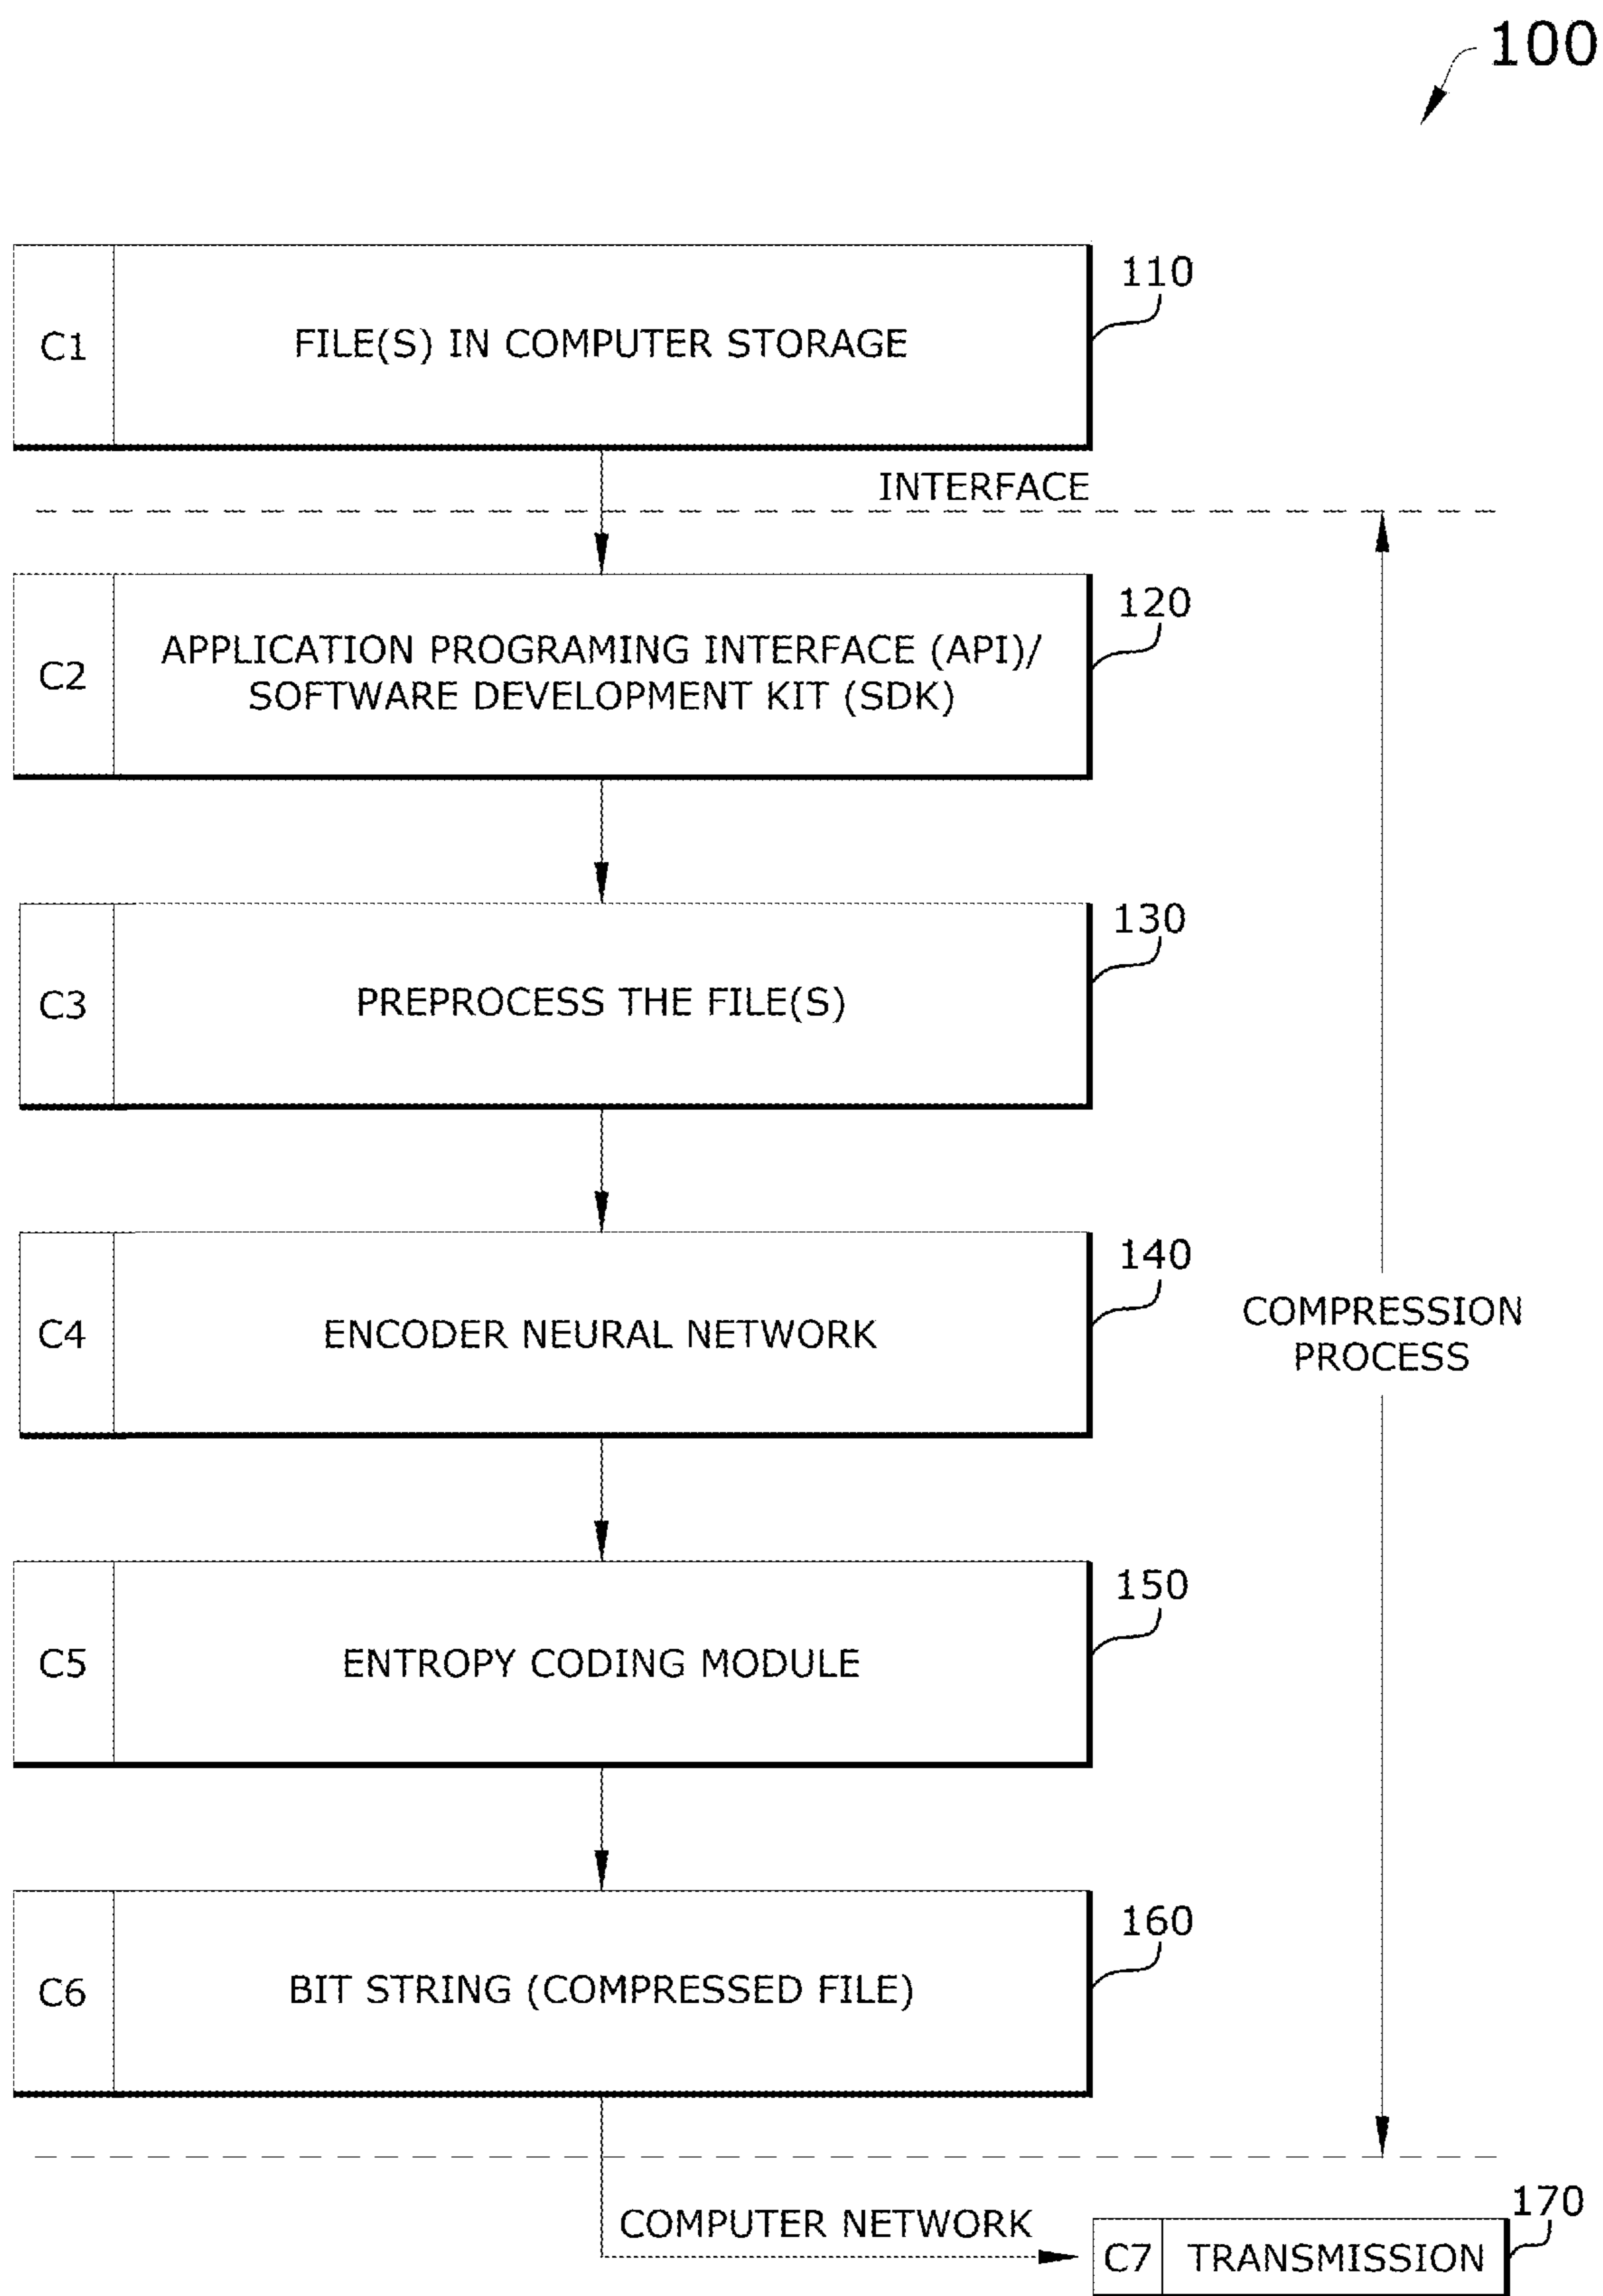 100
110
C1
FILE(S) IN COMPUTER STORAGE
INTERFACE
120
C2
APPLICATION PROGRAMING INTERFACE (API)/
SOFTWARE DEVELOPMENT KIT (SDK)
130
C3
PREPROCESS THE FILE(S)
140
C4
ENCODER NEURAL NETWORK
COMPRESSION
PROCESS
150
C5
ENTROPY CODING MODULE
160
C6
BIT STRING (COMPRESSED FILE)
170
COMPUTER NETWORK
C7
TRANSMISSION